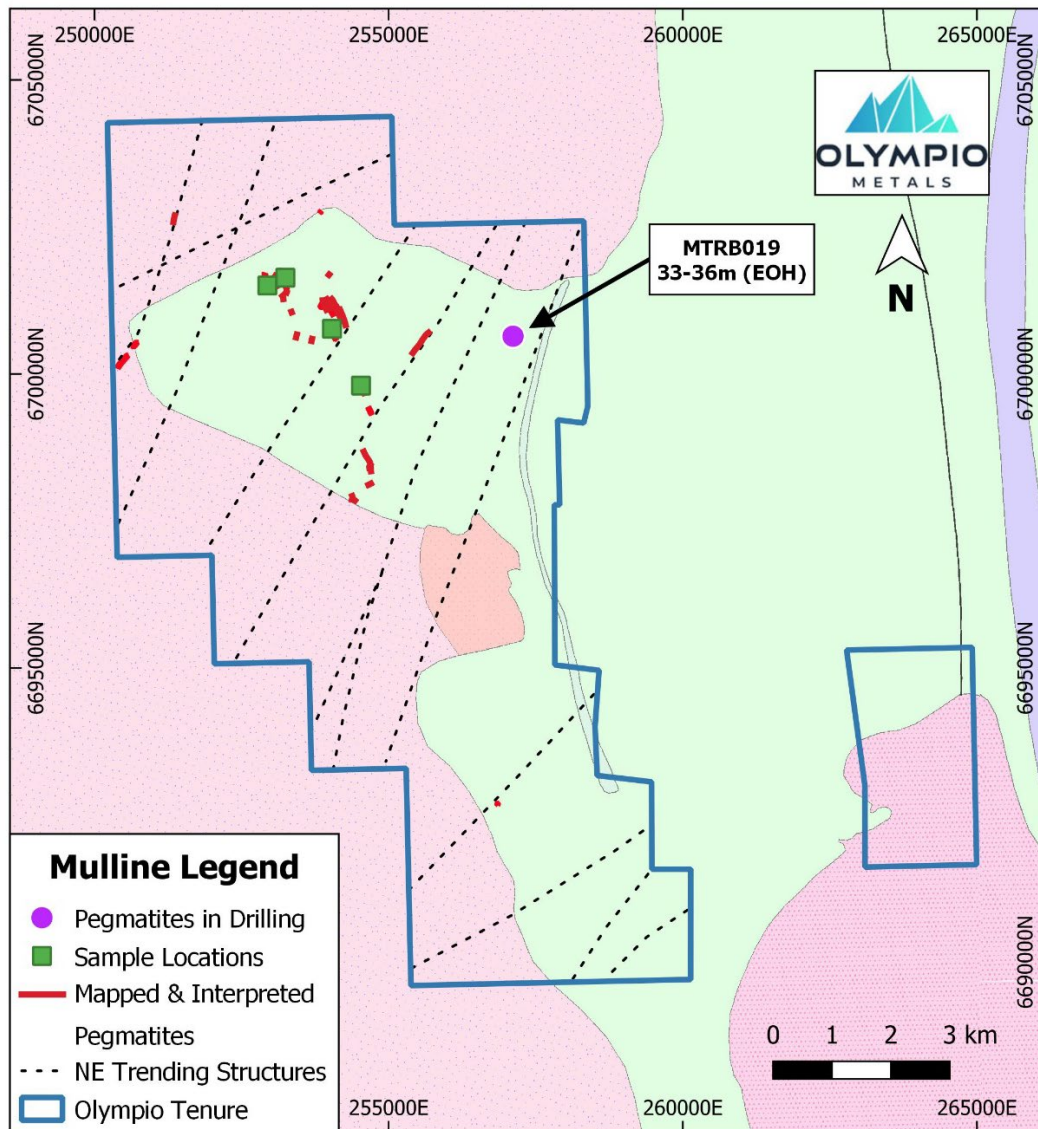 250000E
255000E
260000E
265000E
6705000N
6705000N
OLYMPIO
METALS
MTRB019
33-36m (EOH)
N
6700000N
6700000N
6695000N
6695000N
6690000N
Mulline Legend
Pegmatites in Drilling
Sample Locations
Mapped & Interpreted
Pegmatites
NE Trending Structures
Olympio Tenure
0 1 2 3 km
255000E
260000E
265000E